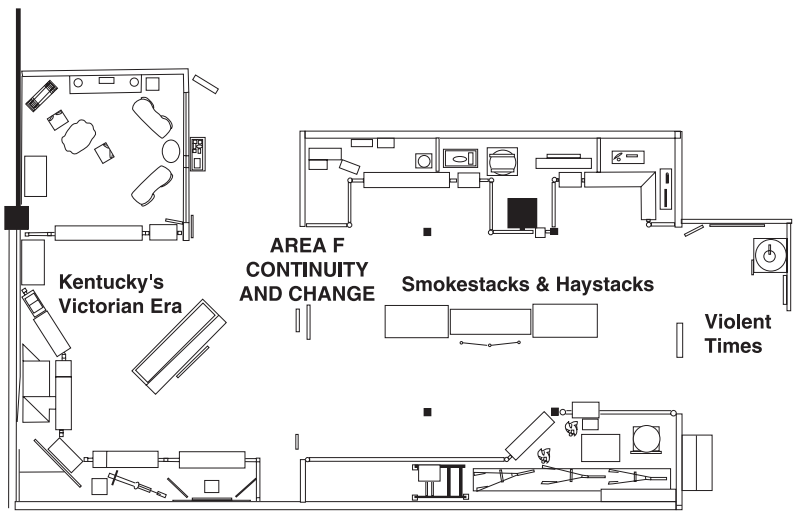 AREA F
CONTINUITY
AND CHANGE
Kentucky's
Victorian Era
Smokestacks & Haystacks
Violent
Times